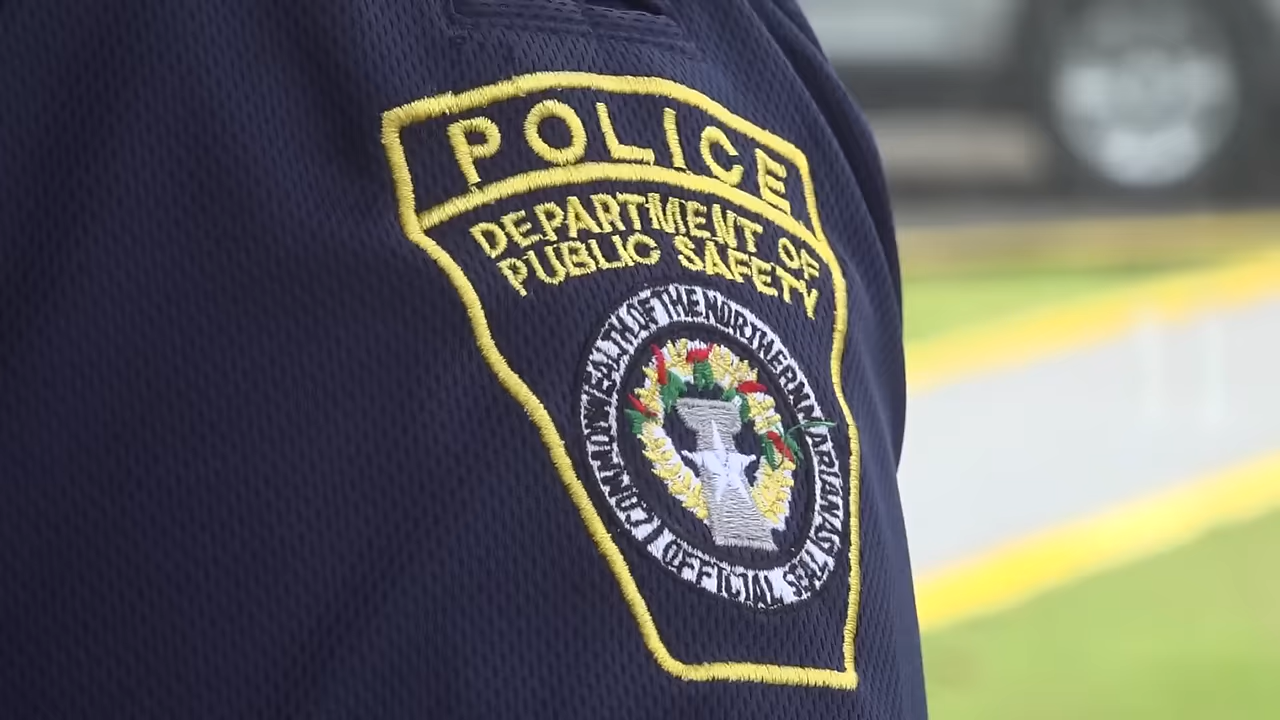 POLICE
DEPARTMENT OF
PUBLIC SAFETY
COMMONWEALTH OF THE NORTHERN MARIANAS
OFFICIAL SEAL